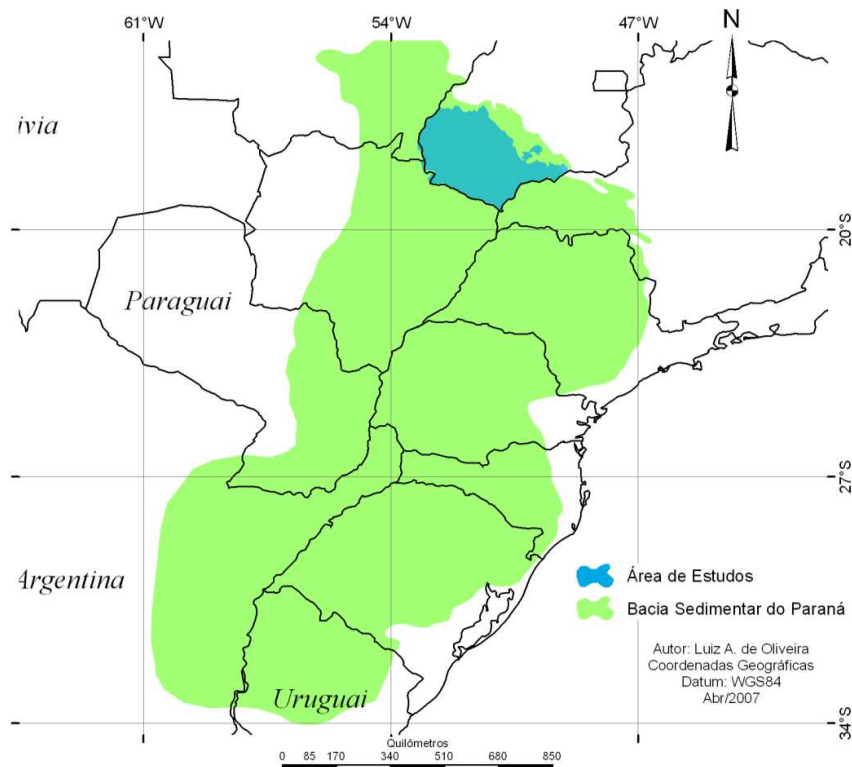 61°W 54°W 47°W
N
ivia
20°S
Paraguai
27°S
Argentina
Área de Estudos
Bacia Sedimentar do Paraná
Autor: Luiz A. de Oliveira
Coordenadas Geográficas
Datum: WGS84
Abr/2007
Uruguai
34°S
Quilômetros
0 85 170 340 510 680 850